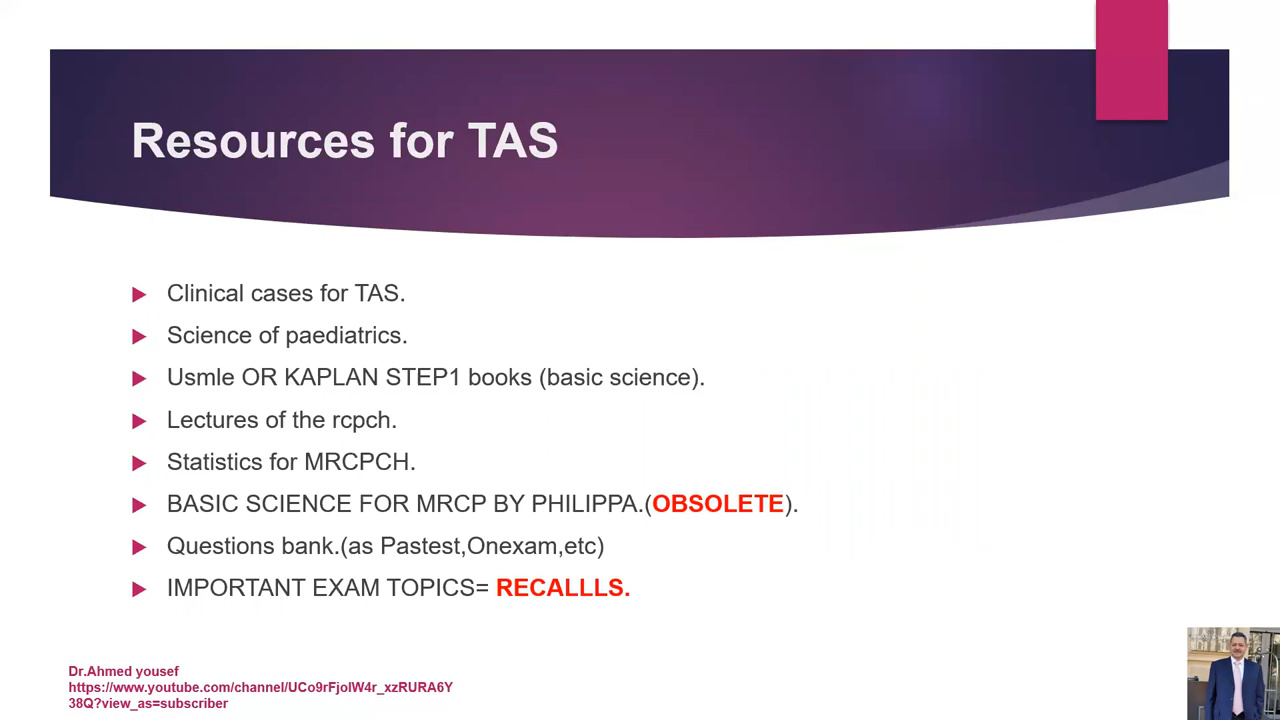 Resources for TAS
Clinical cases for TAS.
Science of paediatrics.
Usmle OR KAPLAN STEP1 books (basic science).
Lectures of the rcpch.
Statistics for MRCPCH.
BASIC SCIENCE FOR MRCP BY PHILIPPA.(OBSOLETE).
Questions bank.(as Pastest,Onexam,etc)
IMPORTANT EXAM TOPICS= RECALLLS.
Dr.Ahmed yousef
https://www.youtube.com/channel/UCo9rFjoIW4r_xzRURA6Y
38Q?view_as=subscriber